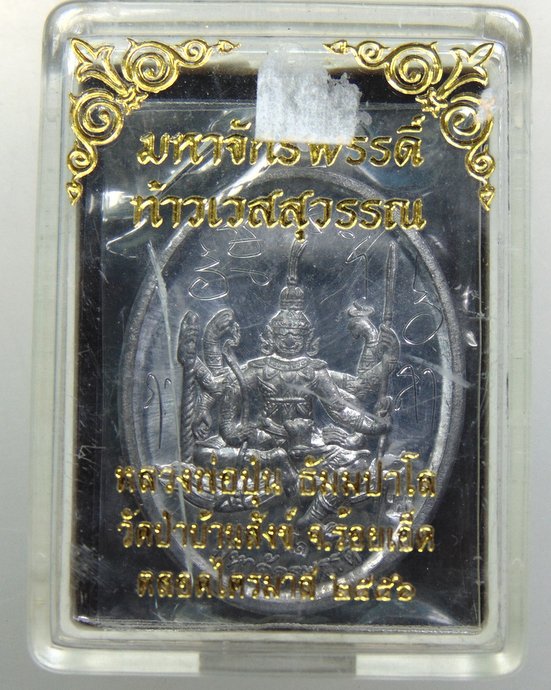 มหาจักรพรรดิ์
ท้าวเวสสุวรรณ
หลวงพ่อปุ่น ธัมมปาโล
วัดป่าบ้านสังข์ จ.ร้อยเอ็ด
ตลอดไตรมาส ๒๕๕๖